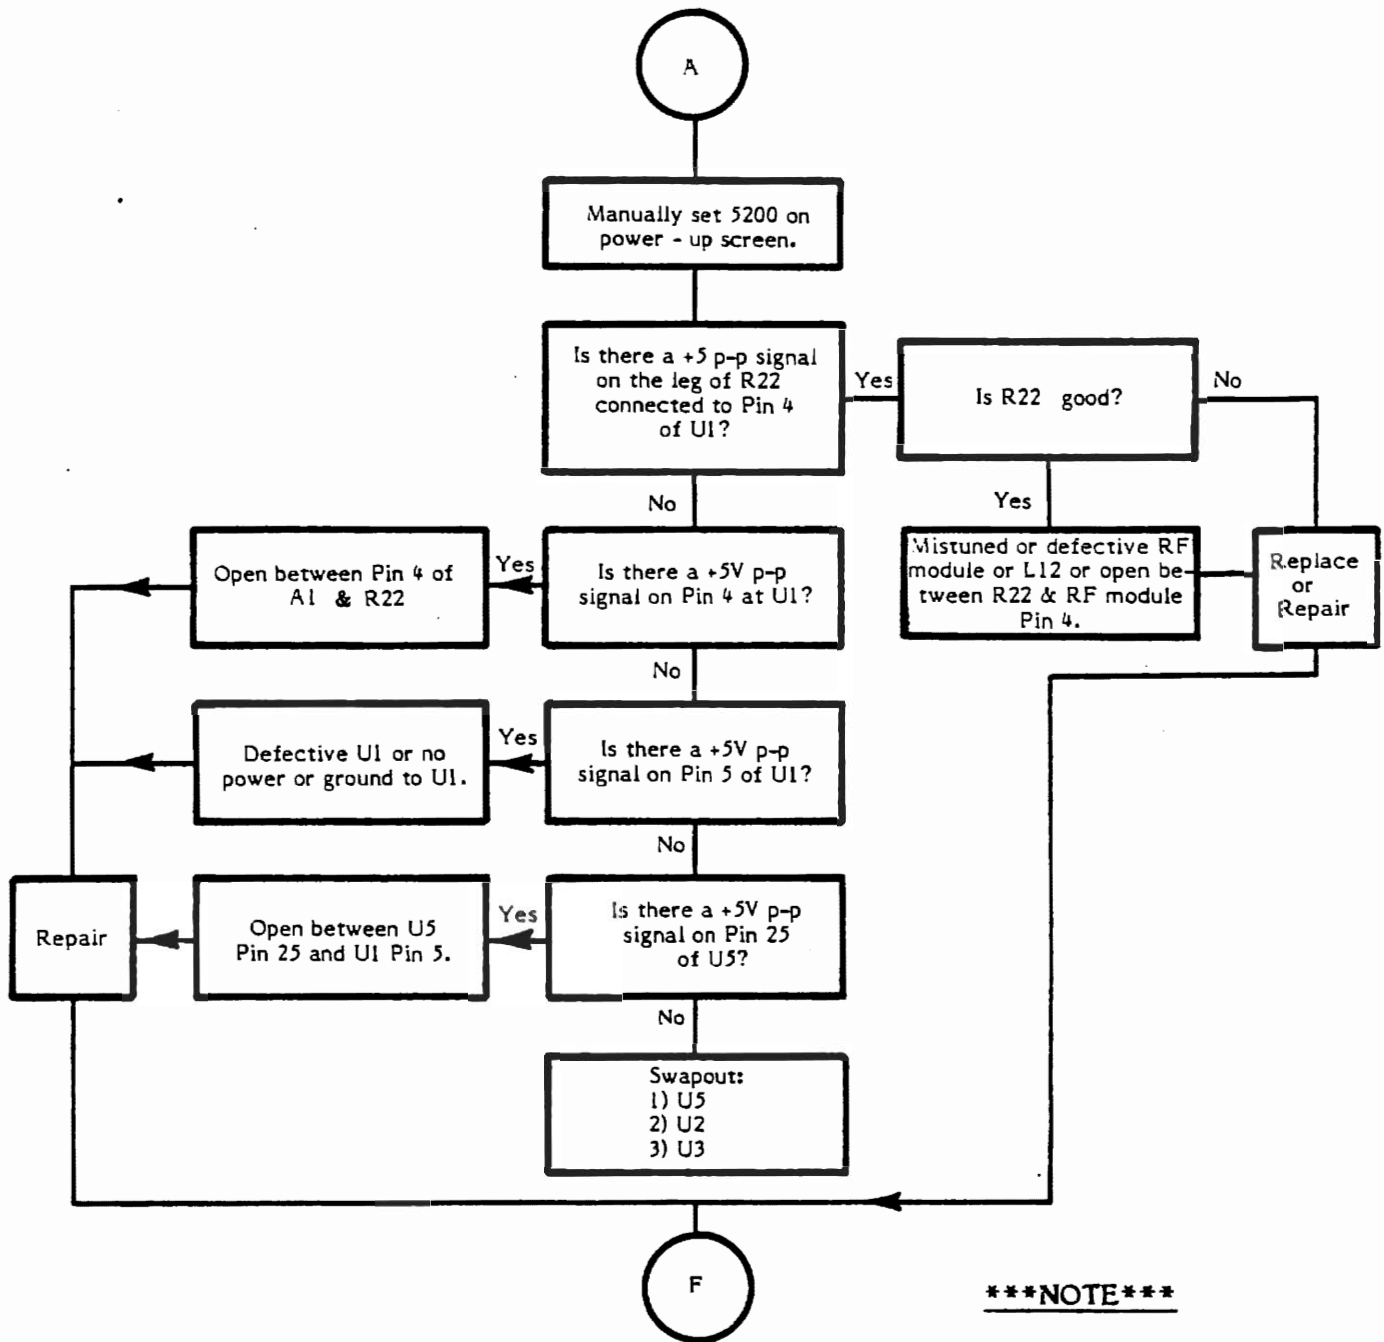 A
Manually set 5200 on
power - up screen.
Is there a +5 p-p signal
on the leg of R22
connected to Pin 4
of U1?
Yes
Is R22 good?
No
No
Yes
Open between Pin 4 of
A1 & R22
Yes
Is there a +5V p-p
signal on Pin 4 at U1?
Mistuned or defective RF
module or L12 or open be-
tween R22 & RF module
Pin 4.
Replace
or
Repair
No
Defective U1 or no
power or ground to U1.
Yes
Is there a +5V p-p
signal on Pin 5 of U1?
No
Repair
Open between U5
Pin 25 and U1 Pin 5.
Yes
Is there a +5V p-p
signal on Pin 25
of U5?
No
Swapout:
1) U5
2) U2
3) U3
F
***NOTE***